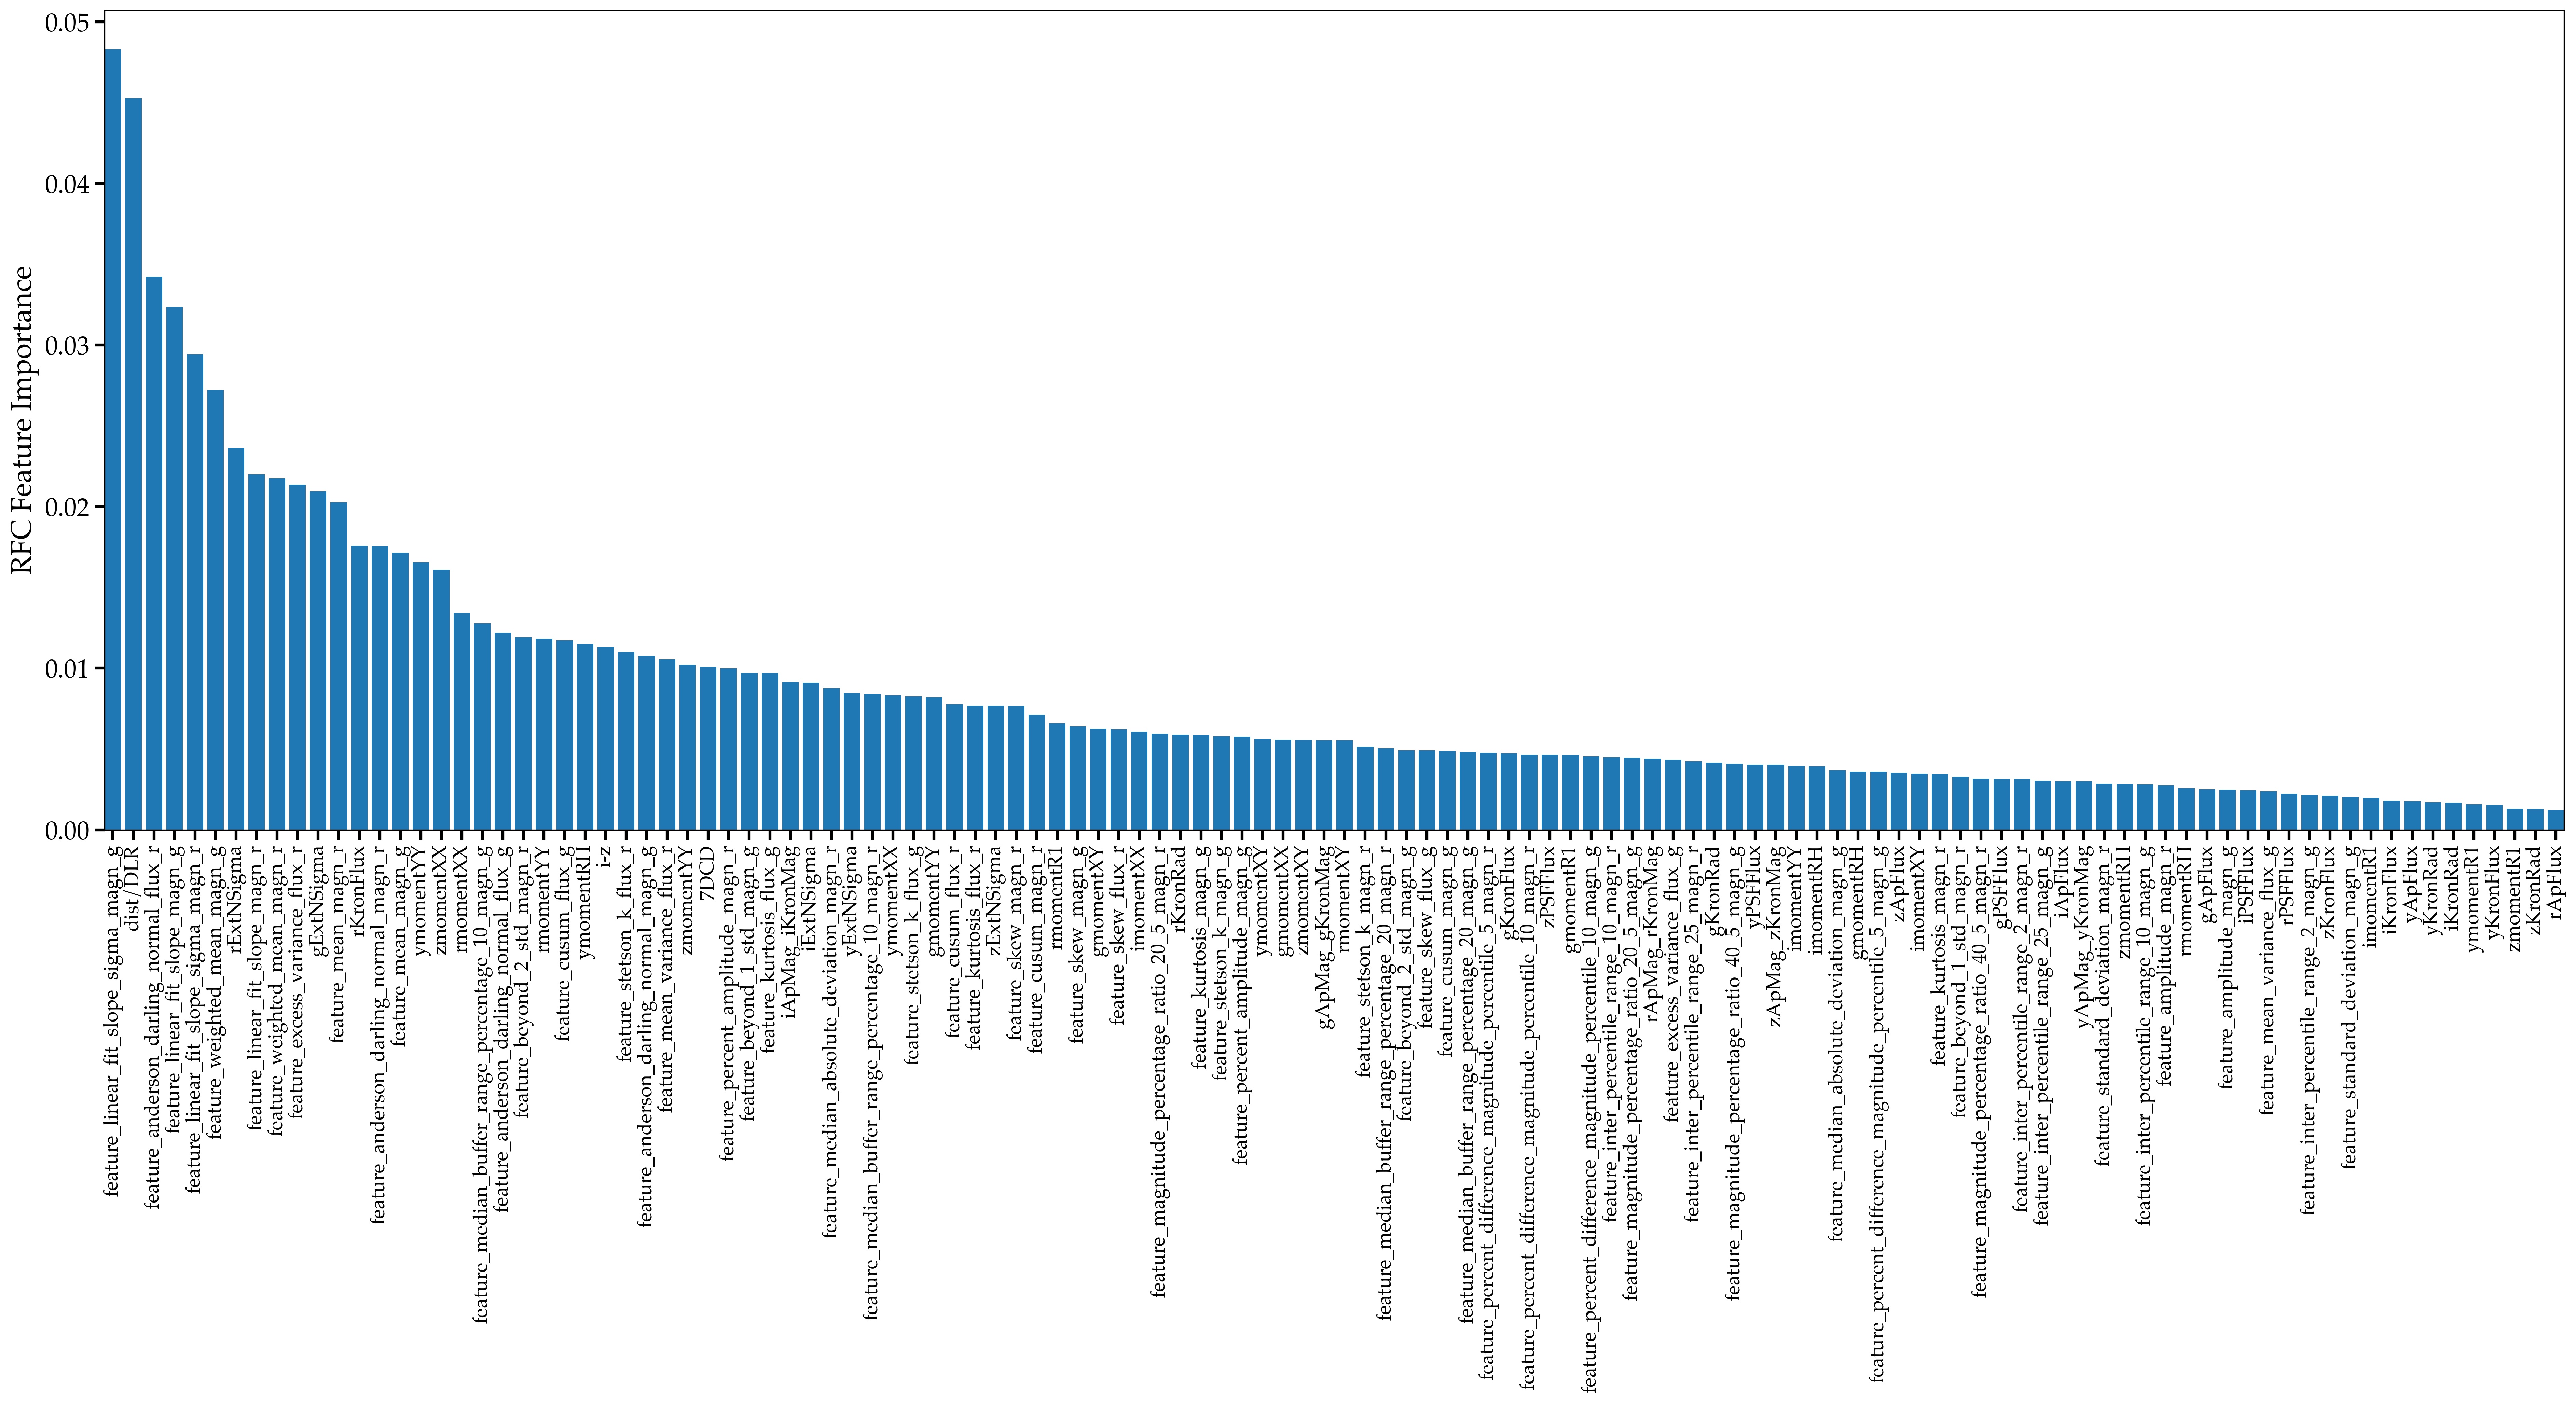 RFC Feature Importance
0.05
0.04
0.03
0.02
0.01
0.00
feature_linear_fit_slope_sigma_magn_g
dist/DLR
feature_anderson_darling_normal_flux_r
feature_linear_fit_slope_magn_g
feature_linear_fit_slope_sigma_magn_r
feature_weighted_mean_magn_g
rExtNSigma
feature_linear_fit_slope_magn_r
feature_weighted_mean_magn_r
feature_excess_variance_flux_r
gExtNSigma
feature_mean_magn_r
rKronFlux
feature_anderson_darling_normal_magn_r
feature_mean_magn_g
ymomentYY
zmomentXX
rmomentXX
feature_median_buffer_range_percentage_10_magn_g
feature_anderson_darling_normal_flux_g
feature_beyond_2_std_magn_r
rmomentYY
feature_cusum_flux_g
ymomentRH
i-z
feature_stetson_k_flux_r
feature_anderson_darling_normal_magn_g
feature_mean_variance_flux_r
zmomentYY
7DCD
feature_percent_amplitude_magn_r
feature_beyond_1_std_magn_g
feature_kurtosis_flux_g
iApMag_iKronMag
iExtNSigma
feature_median_absolute_deviation_magn_r
yExtNSigma
feature_median_buffer_range_percentage_10_magn_r
ymomentXX
feature_stetson_k_flux_g
gmomentYY
feature_cusum_flux_r
feature_kurtosis_flux_r
zExtNSigma
feature_skew_magn_r
feature_cusum_magn_r
rmomentR1
feature_skew_magn_g
gmomentXY
feature_skew_flux_r
imomentXX
feature_magnitude_percentage_ratio_20_5_magn_r
rKronRad
feature_kurtosis_magn_g
feature_stetson_k_magn_g
feature_percent_amplitude_magn_g
ymomentXY
gmomentXX
zmomentXY
gApMag_gKronMag
rmomentXY
feature_stetson_k_magn_r
feature_median_buffer_range_percentage_20_magn_r
feature_beyond_2_std_magn_g
feature_skew_flux_g
feature_cusum_magn_g
feature_median_buffer_range_percentage_20_magn_g
feature_percent_difference_magnitude_percentile_5_magn_r
gKronFlux
feature_percent_difference_magnitude_percentile_10_magn_r
zPSFFlux
gmomentR1
feature_percent_difference_magnitude_percentile_10_magn_g
feature_inter_percentile_range_10_magn_r
feature_magnitude_percentage_ratio_20_5_magn_g
rApMag_rKronMag
feature_excess_variance_flux_g
feature_inter_percentile_range_25_magn_r
gKronRad
feature_magnitude_percentage_ratio_40_5_magn_g
yPSFFlux
zApMag_zKronMag
imomentYY
imomentRH
feature_median_absolute_deviation_magn_g
gmomentRH
feature_percent_difference_magnitude_percentile_5_magn_g
zApFlux
imomentXY
feature_kurtosis_magn_r
feature_beyond_1_std_magn_r
feature_magnitude_percentage_ratio_40_5_magn_r
gPSFFlux
feature_inter_percentile_range_2_magn_r
feature_inter_percentile_range_25_magn_g
iApFlux
yApMag_yKronMag
feature_standard_deviation_magn_r
zmomentRH
feature_inter_percentile_range_10_magn_g
feature_amplitude_magn_r
rmomentRH
gApFlux
feature_amplitude_magn_g
iPSFFlux
feature_mean_variance_flux_g
rPSFFlux
feature_inter_percentile_range_2_magn_g
zKronFlux
feature_standard_deviation_magn_g
imomentR1
iKronFlux
yApFlux
yKronRad
iKronRad
ymomentR1
yKronFlux
zmomentR1
zKronRad
rApFlux